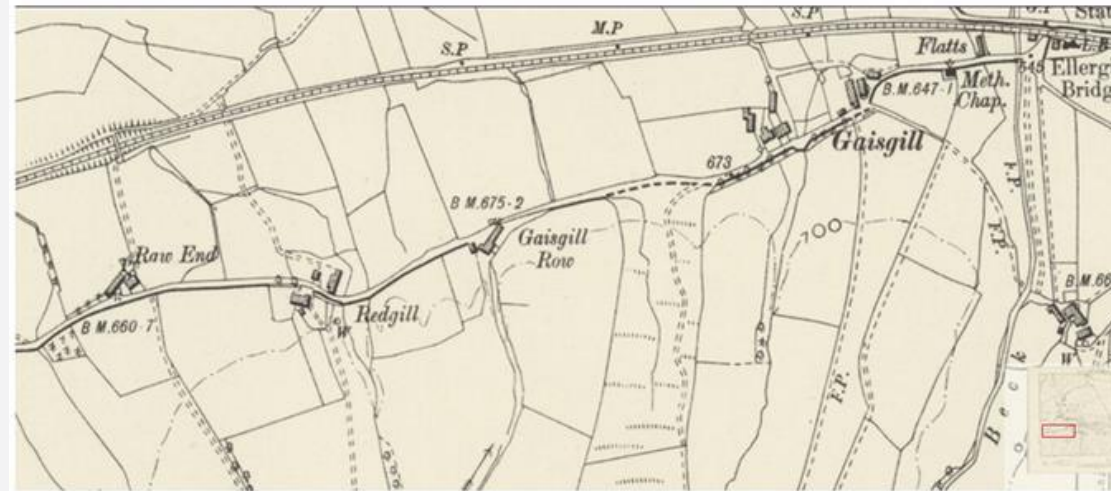 S.P
M.P
S.P
Flatts
Meth.
Chap.
B.M.647·1
Ellerg
Bridg
Gaisgill
673
F.P.
F.P.
B.M.675·2
Gaisgill
Row
700
Raw End
Redgill
W
B.M.660·7
B.M.66
W
F.P.
Beck